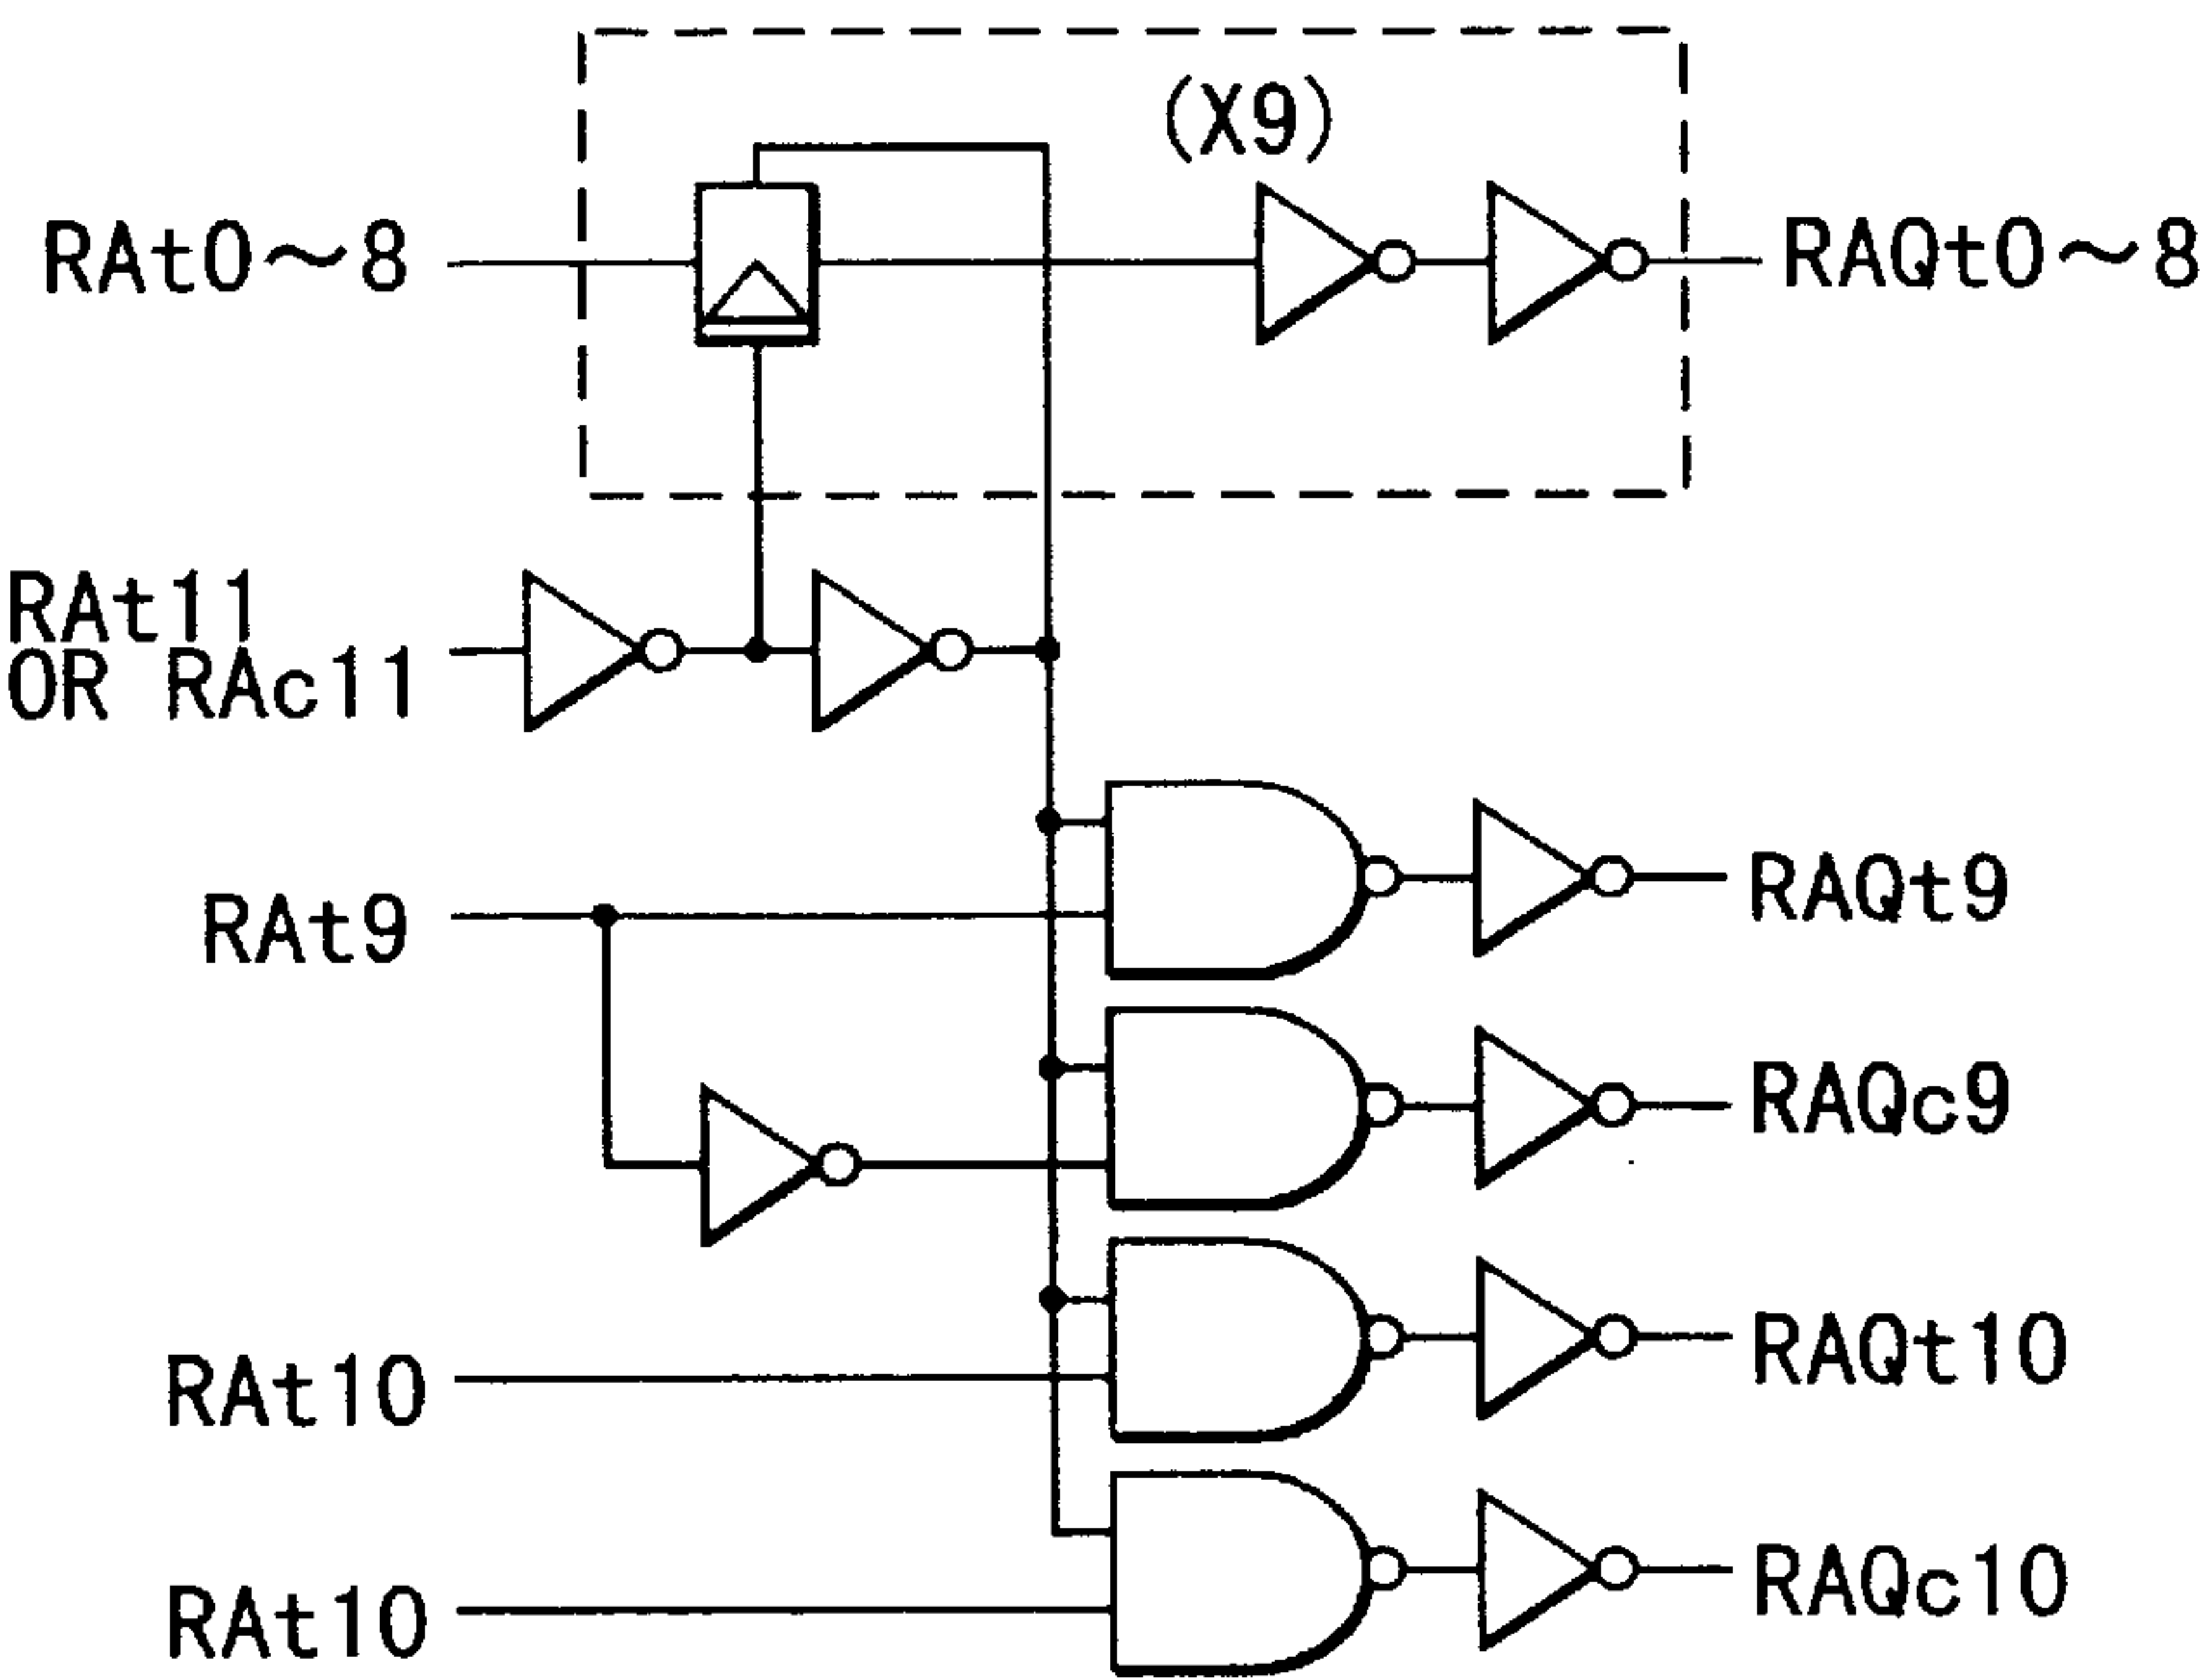 (X9)
RAt0～8
RAQt0～8
RAt11
OR RAc11
RAt9
RAQt9
RAQc9
RAt10
RAQt10
RAt10
RAQc10